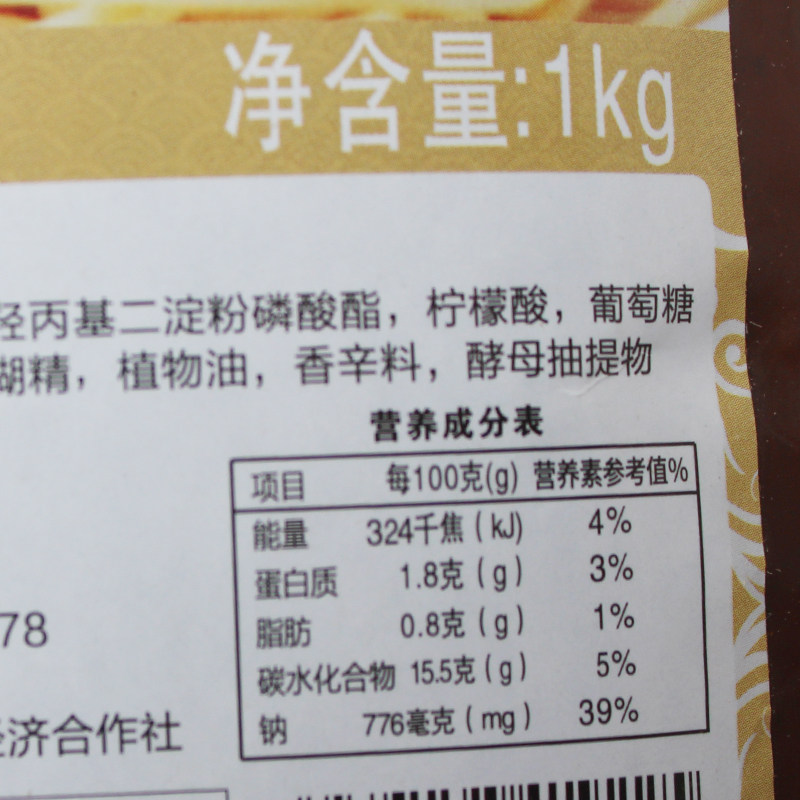 净含量:1kg
羟丙基二淀粉磷酸酯，柠檬酸，葡萄糖
糊精，植物油，香辛料，酵母抽提物
营养成分表
项目 每100克(g) 营养素参考值%
能量 324千焦(kJ) 4%
蛋白质 1.8克(g) 3%
脂肪 0.8克(g) 1%
78
碳水化合物 15.5克(g) 5%
钠 776毫克(mg) 39%
经济合作社